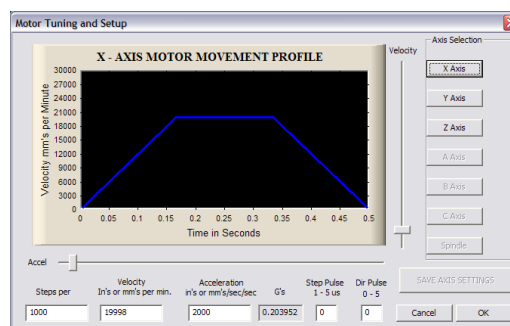 Motor Tuning and Setup
Axis Selection
Velocity
X - AXIS MOTOR MOVEMENT PROFILE
Velocity mm's per Minute
30000
27000
24000
21000
18000
15000
12000
9000
6000
3000
0
0 0.05 0.1 0.15 0.2 0.25 0.3 0.35 0.4 0.45 0.5
Time in Seconds
X Axis
Y Axis
Z Axis
A Axis
B Axis
C Axis
Spindle
Accel
Steps per
Velocity
In's or mm's per min.
Acceleration
in's or mm's/sec/sec
G's
Step Pulse
1 - 5 us
Dir Pulse
0 - 5
1000
19998
2000
0.203952
0
0
SAVE AXIS SETTINGS
Cancel
OK